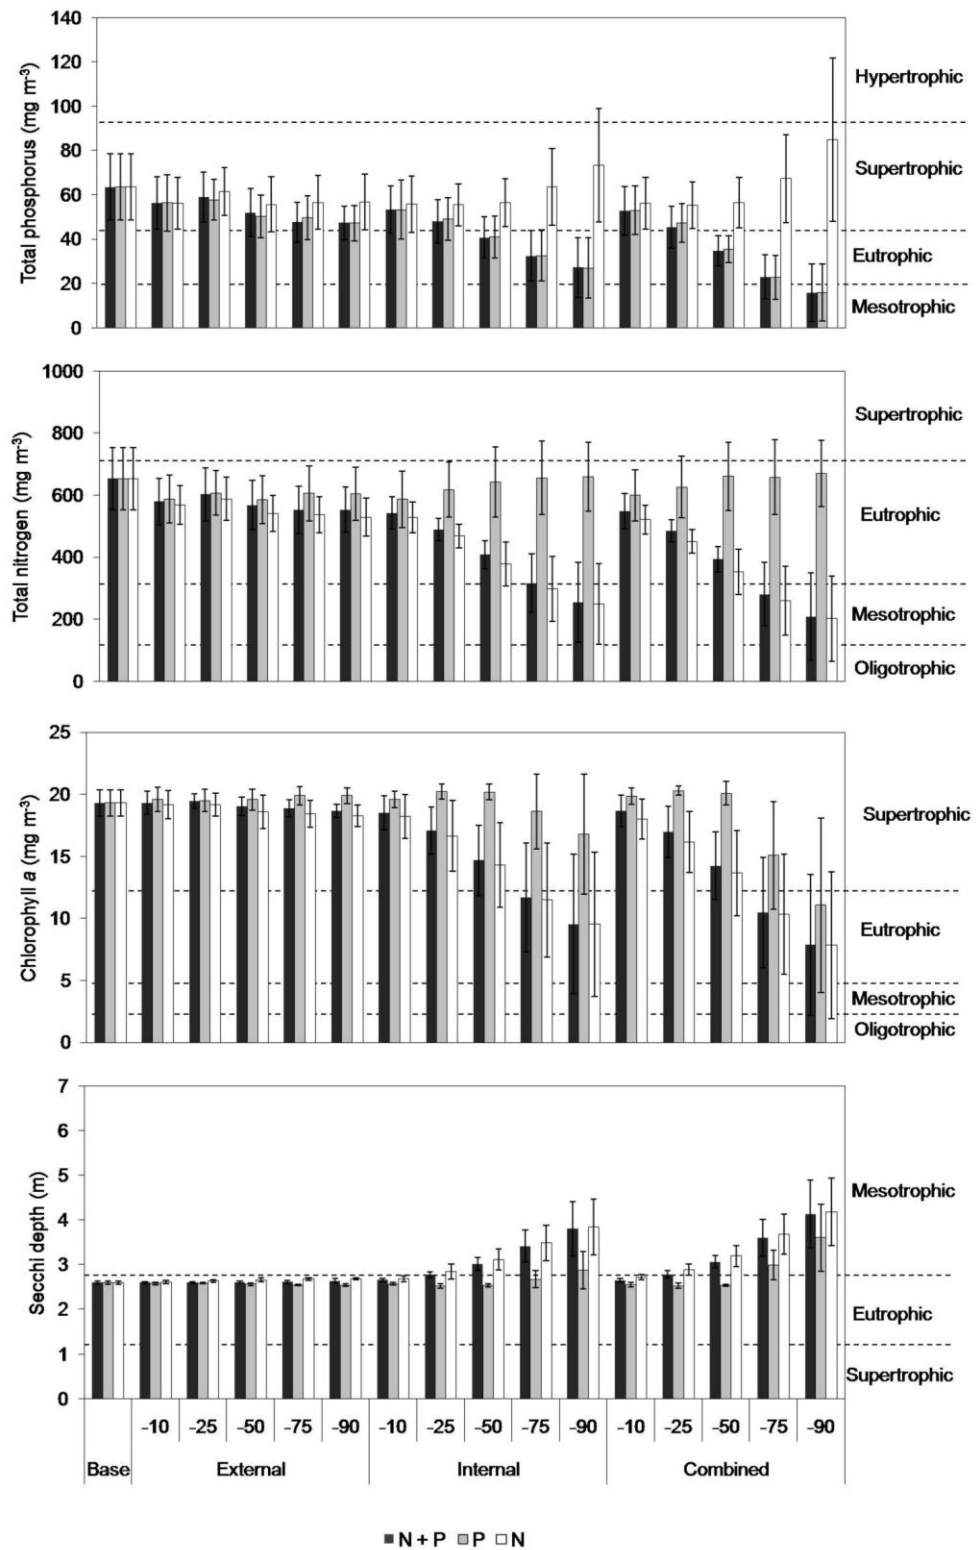 140
120
100
80
60
40
20
0
Total phosphorus (mg m-3)
Hypertrophic
Supertrophic
Eutrophic
Mesotrophic
1000
800
600
400
200
0
Total nitrogen (mg m-3)
Supertrophic
Eutrophic
Mesotrophic
Oligotrophic
25
20
15
10
5
0
Chlorophyll a (mg m-3)
Supertrophic
Eutrophic
Mesotrophic
Oligotrophic
7
6
5
4
3
2
1
0
Secchi depth (m)
Mesotrophic
Eutrophic
Supertrophic
-10 -25 -50 -75 -90 -10 -25 -50 -75 -90 -10 -25 -50 -75 -90
Base External Internal Combined
N + P P N